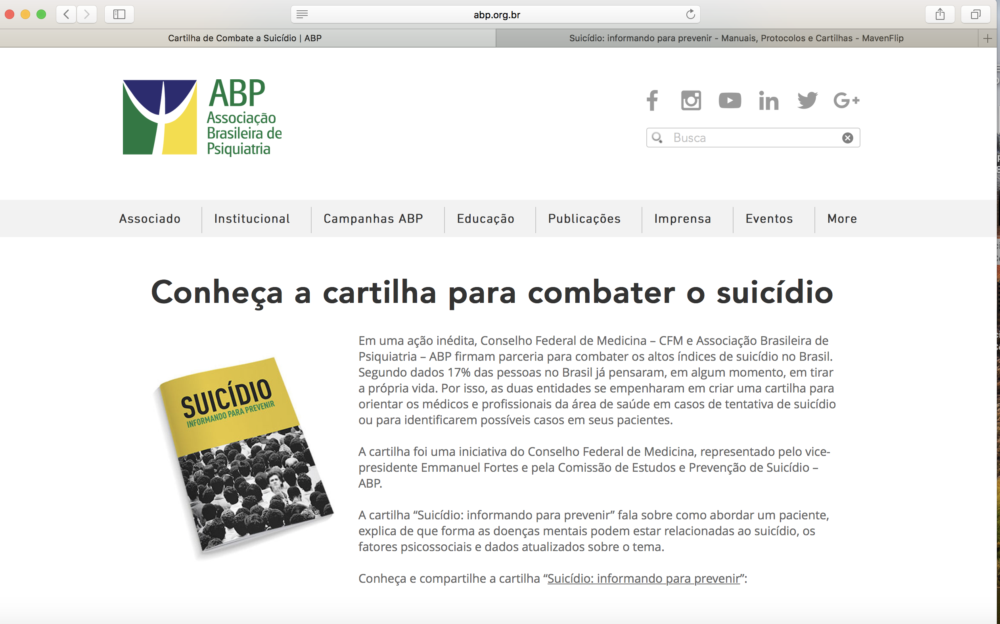 abp.org.br
Cartilha de Combate a Suicídio | ABP
Suicídio: informando para prevenir - Manuais, Protocolos e Cartilhas - MavenFlip
ABP
Associação
Brasileira de
Psiquiatria
Busca
Associado
Institucional
Campanhas ABP
Educação
Publicações
Imprensa
Eventos
More
Conheça a cartilha para combater o suicídio
SUICÍDIO
INFORMANDO PARA PREVENIR
Em uma ação inédita, Conselho Federal de Medicina – CFM e Associação Brasileira de
Psiquiatria – ABP firmam parceria para combater os altos índices de suicídio no Brasil.
Segundo dados 17% das pessoas no Brasil já pensaram, em algum momento, em tirar
a própria vida. Por isso, as duas entidades se empenharam em criar uma cartilha para
orientar os médicos e profissionais da área de saúde em casos de tentativa de suicídio
ou para identificarem possíveis casos em seus pacientes.
A cartilha foi uma iniciativa do Conselho Federal de Medicina, representado pelo vice-
presidente Emmanuel Fortes e pela Comissão de Estudos e Prevenção de Suicídio –
ABP.
A cartilha “Suicídio: informando para prevenir” fala sobre como abordar um paciente,
explica de que forma as doenças mentais podem estar relacionadas ao suicídio, os
fatores psicossociais e dados atualizados sobre o tema.
Conheça e compartilhe a cartilha “Suicídio: informando para prevenir”: